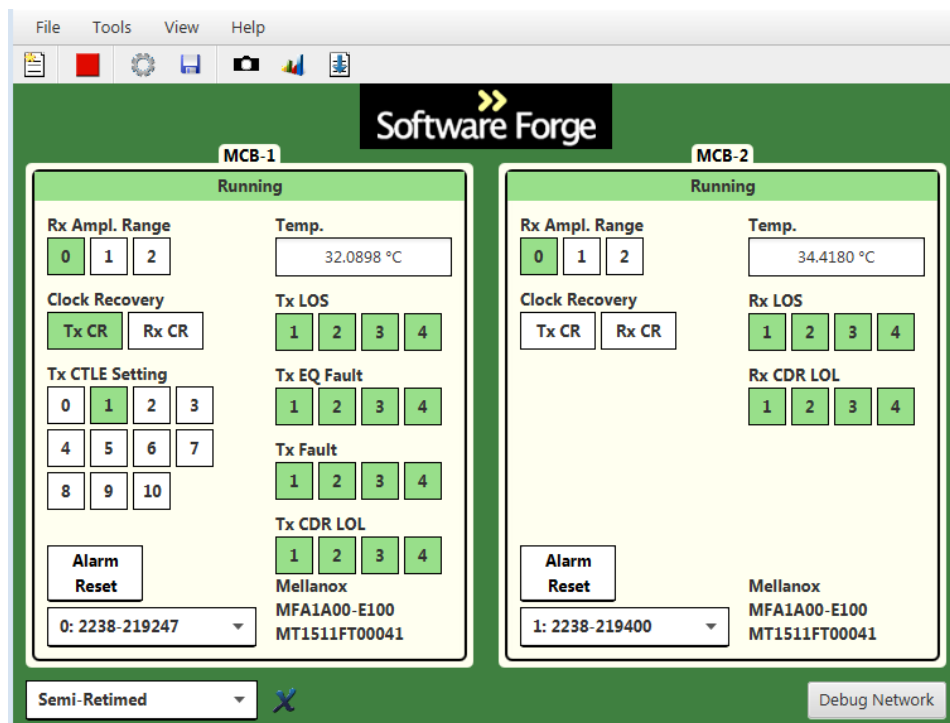 File Tools View Help
Software Forge
MCB-1
Running
Rx Ampl. Range
0 1 2
Temp.
32.0898 °C
Clock Recovery
Tx CR Rx CR
Tx LOS
1 2 3 4
Tx CTLE Setting
0 1 2 3
4 5 6 7
8 9 10
Tx EQ Fault
1 2 3 4
Tx Fault
1 2 3 4
Tx CDR LOL
1 2 3 4
Alarm
Reset
0: 2238-219247
Mellanox
MFA1A00-E100
MT1511FT00041
MCB-2
Running
Rx Ampl. Range
0 1 2
Temp.
34.4180 °C
Clock Recovery
Tx CR Rx CR
Rx LOS
1 2 3 4
Rx CDR LOL
1 2 3 4
Alarm
Reset
1: 2238-219400
Mellanox
MFA1A00-E100
MT1511FT00041
Semi-Retimed
Debug Network